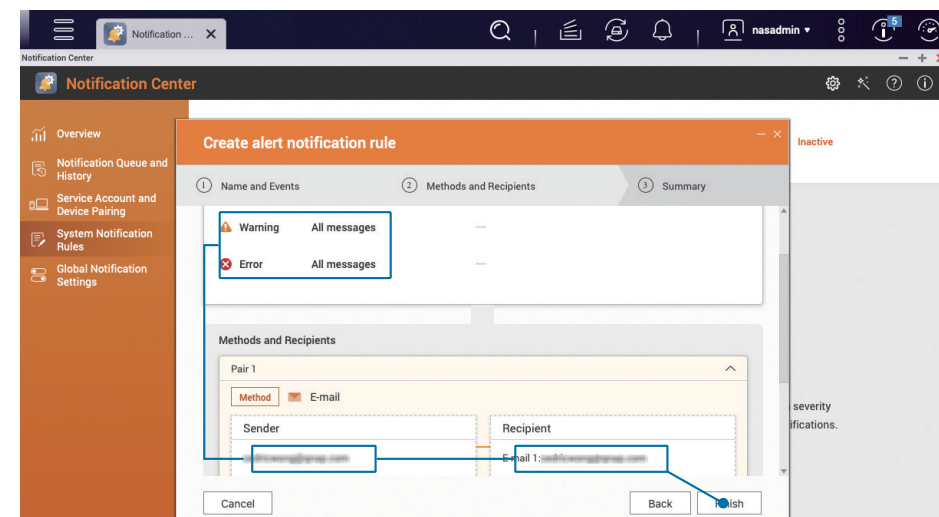 Notification ...
nasadmin
5
Notification Center
Notification Center
Overview
Notification Queue and
History
Service Account and
Device Pairing
System Notification
Rules
Global Notification
Settings
Inactive
severity
ifications.
Create alert notification rule
1 Name and Events
2 Methods and Recipients
3 Summary
Warning All messages ---
Error All messages ---
Methods and Recipients
Pair 1
Method E-mail
Sender Recipient
E-mail 1:
Cancel Back